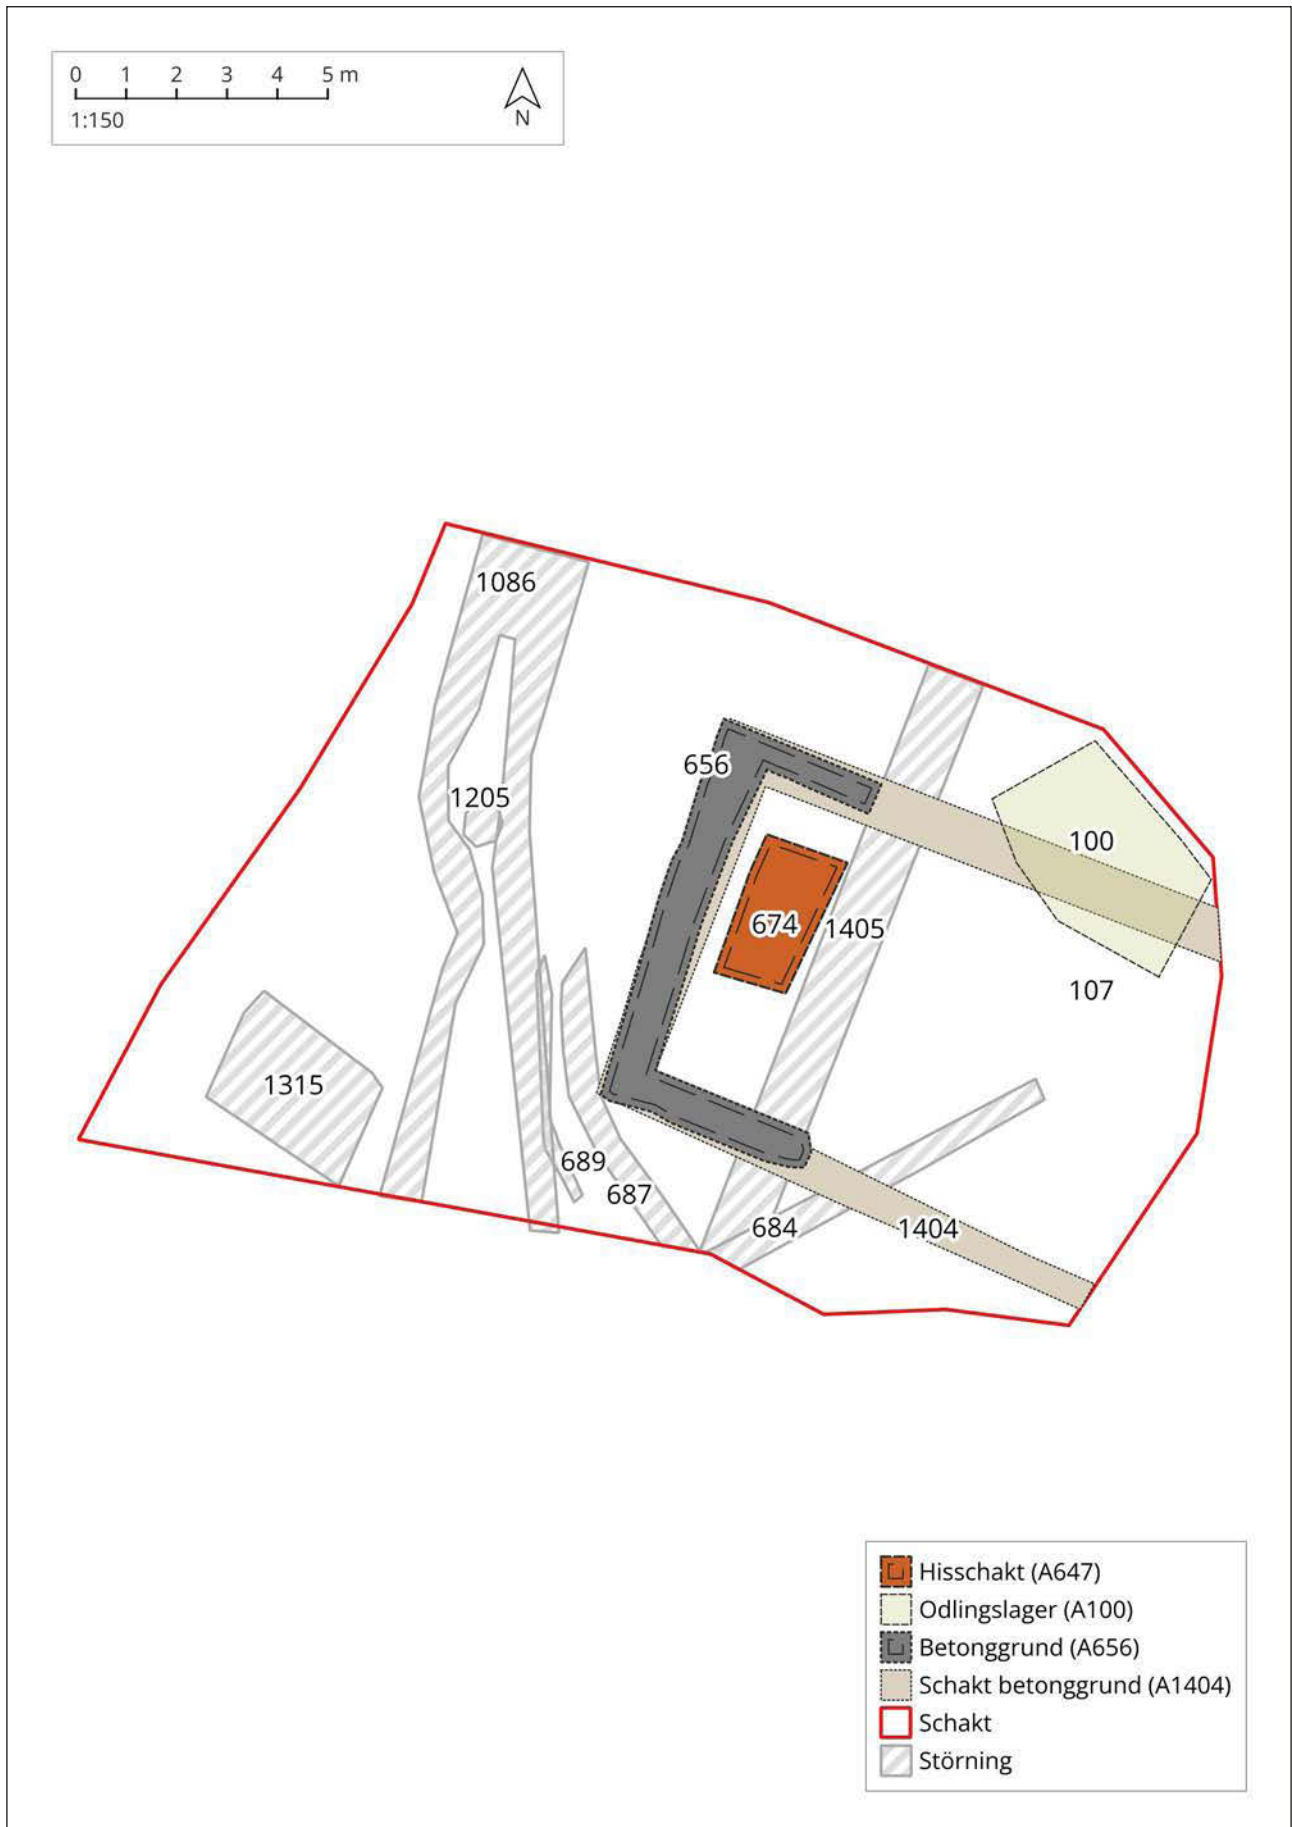 0 1 2 3 4 5 m
1:150
N
1086
656
1205
100
674
1405
107
1315
689
687
684
1404
Hisschakt (A647)
Odlingslager (A100)
Betonggrund (A656)
Schakt betonggrund (A1404)
Schakt
Störning